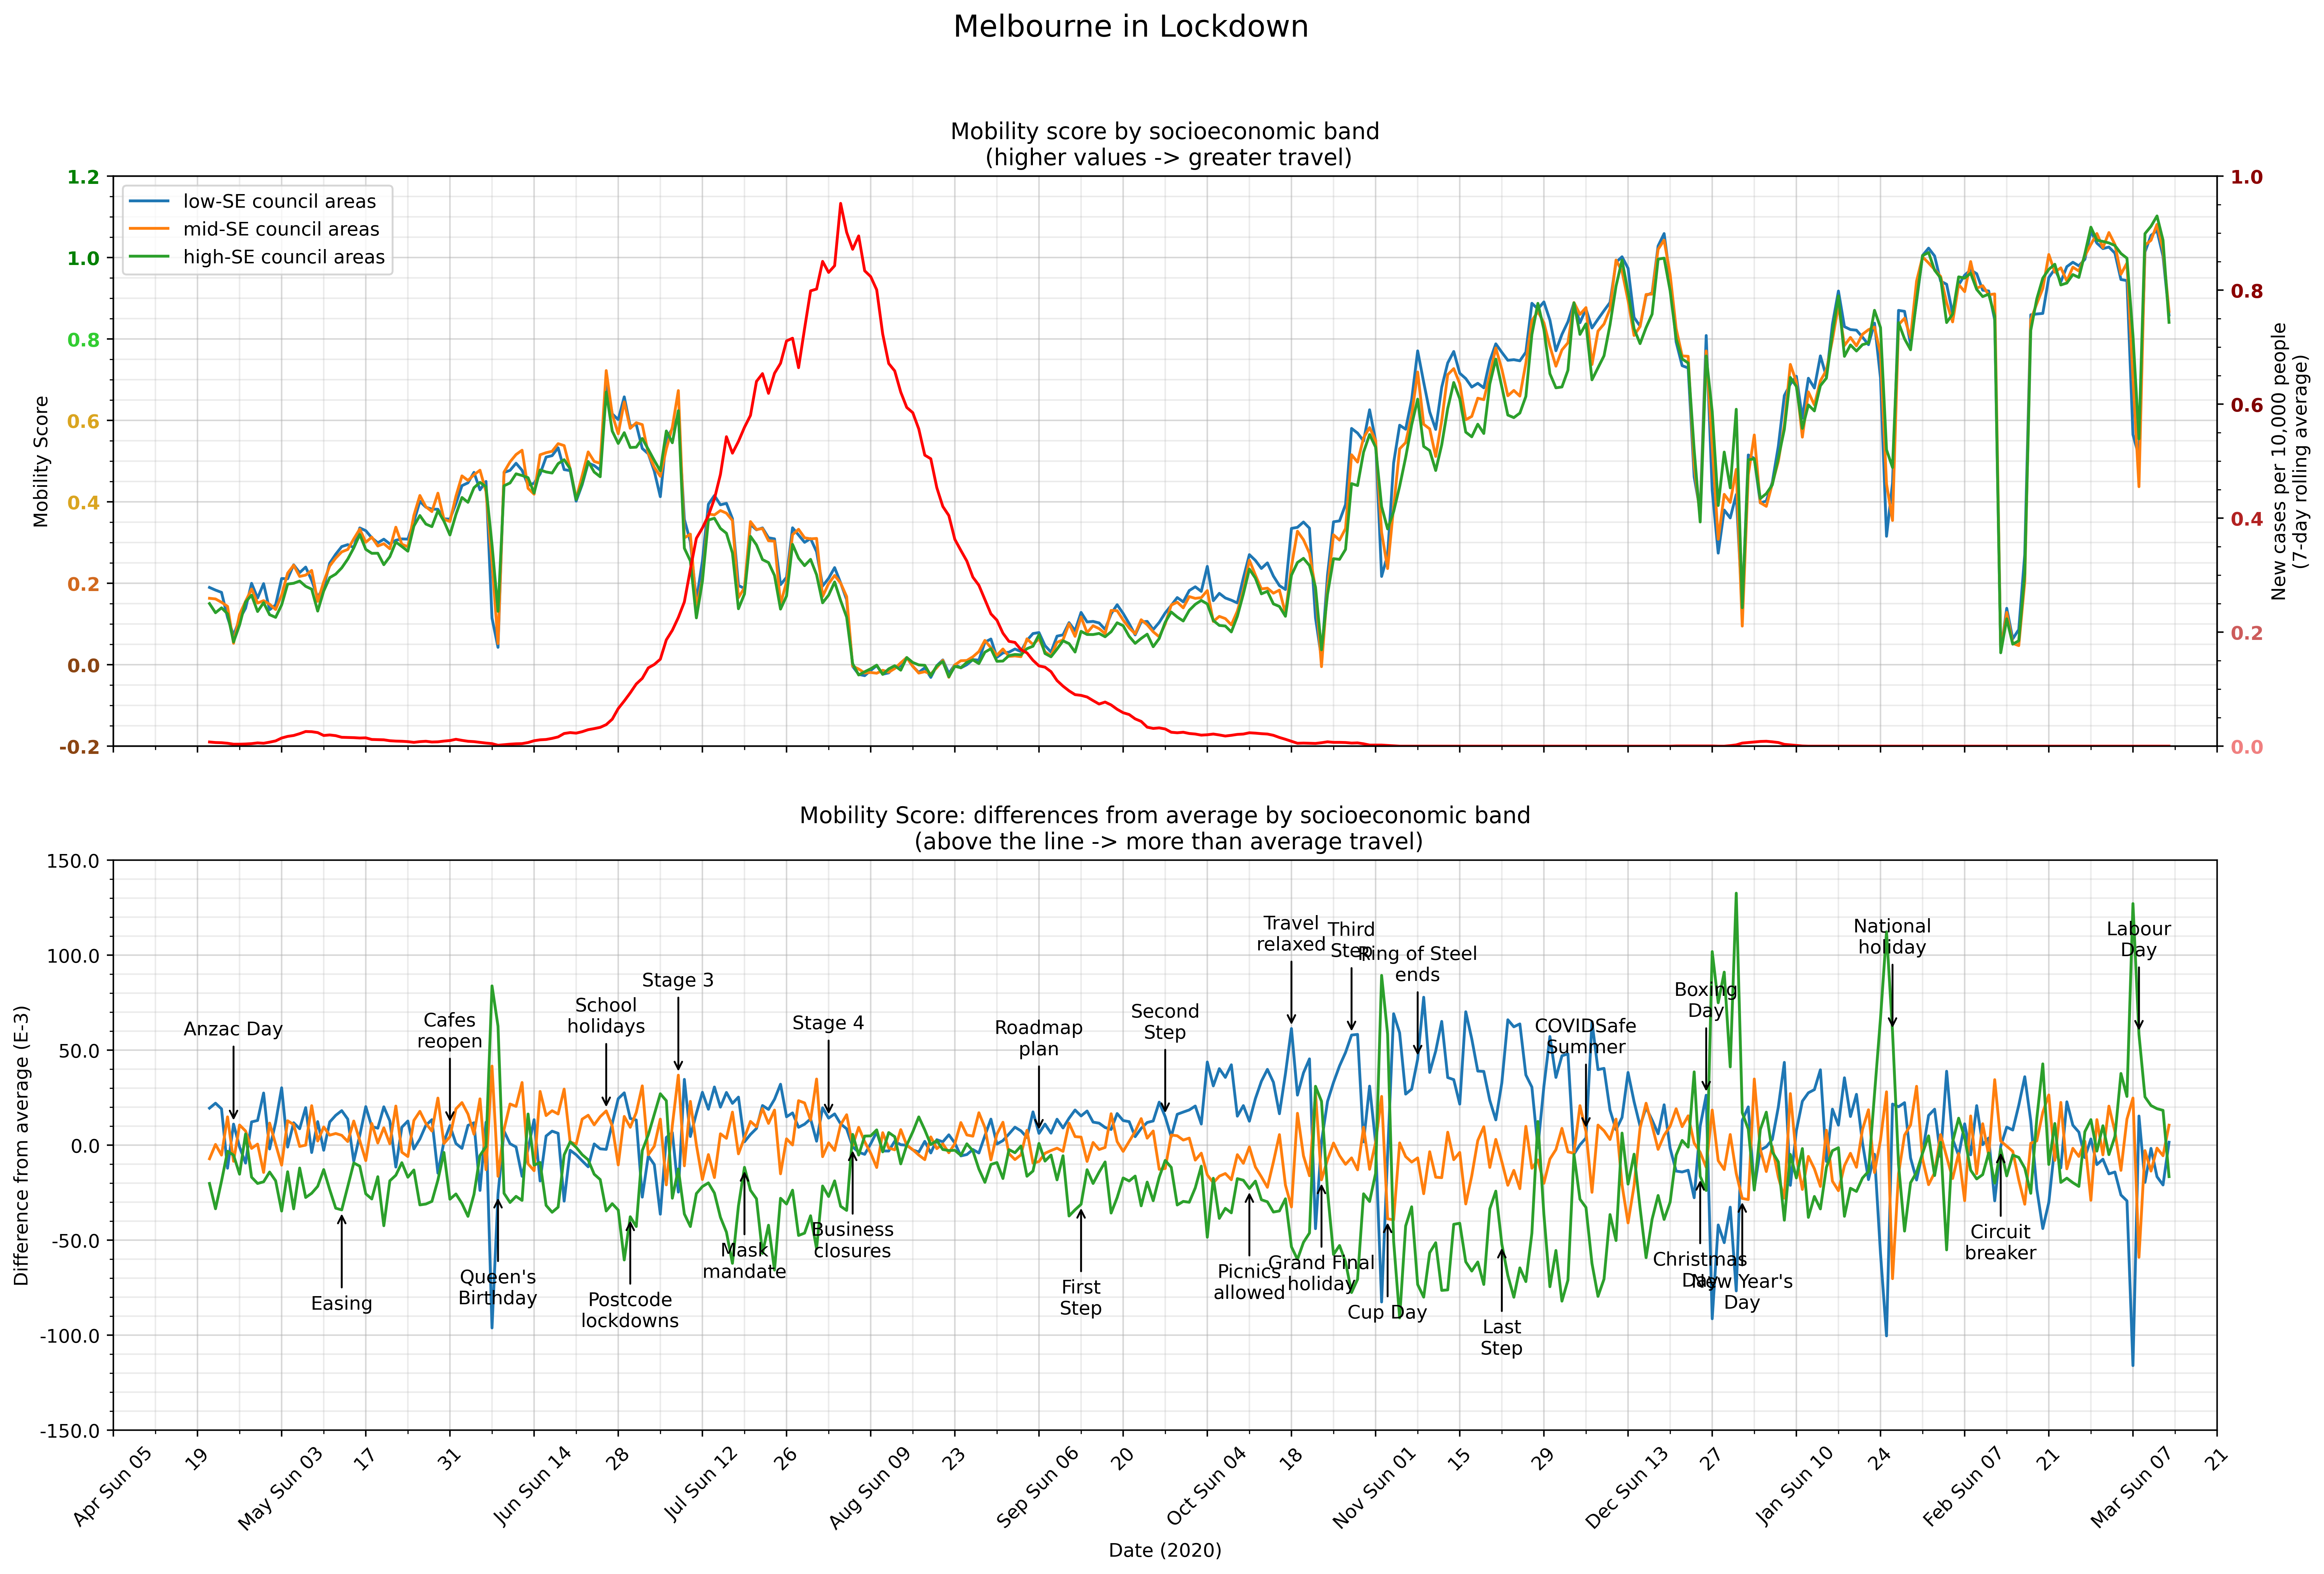 Melbourne in Lockdown
Mobility score by socioeconomic band
(higher values -> greater travel)
low-SE council areas
mid-SE council areas
high-SE council areas
1.2
1.0
0.8
0.6
0.4
0.2
0.0
-0.2
Mobility Score
1.0
0.8
0.6
0.4
0.2
0.0
New cases per 10,000 people
(7-day rolling average)
Mobility Score: differences from average by socioeconomic band
(above the line -> more than average travel)
150.0
100.0
50.0
0.0
-50.0
-100.0
-150.0
Difference from average (E-3)
Anzac Day
Easing
Cafes
reopen
Queen's
Birthday
School
holidays
Postcode
lockdowns
Stage 3
Mask
mandate
Stage 4
Business
closures
Roadmap
plan
First
Step
Second
Step
Picnics
allowed
Travel
relaxed
Grand Final
holiday
Third
Step
Cup Day
Ring of Steel
ends
Last
Step
COVIDSafe
Summer
Christmas
Day
Boxing
Day
New Year's
Day
National
holiday
Circuit
breaker
Labour
Day
Apr Sun 05
19
May Sun 03
17
31
Jun Sun 14
28
Jul Sun 12
26
Aug Sun 09
23
Sep Sun 06
20
Oct Sun 04
18
Nov Sun 01
15
29
Dec Sun 13
27
Jan Sun 10
24
Feb Sun 07
21
Mar Sun 07
21
Date (2020)